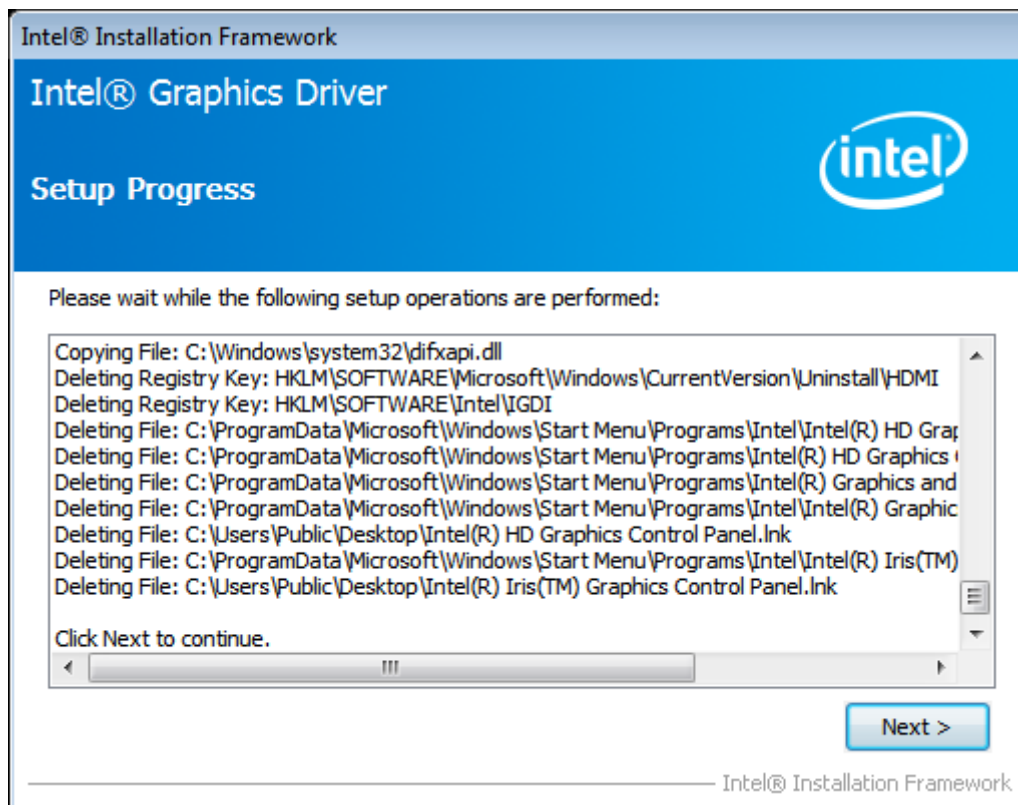 Intel® Installation Framework
Intel® Graphics Driver
intel
Setup Progress
Please wait while the following setup operations are performed:
Copying File: C:\Windows\system32\difxapi.dll
Deleting Registry Key: HKLM\SOFTWARE\Microsoft\Windows\CurrentVersion\Uninstall\HDMI
Deleting Registry Key: HKLM\SOFTWARE\Intel\IGDI
Deleting File: C:\ProgramData\Microsoft\Windows\Start Menu\Programs\Intel\Intel(R) HD Grap
Deleting File: C:\ProgramData\Microsoft\Windows\Start Menu\Programs\Intel(R) HD Graphics
Deleting File: C:\ProgramData\Microsoft\Windows\Start Menu\Programs\Intel(R) Graphics and
Deleting File: C:\ProgramData\Microsoft\Windows\Start Menu\Programs\Intel\Intel(R) Graphic
Deleting File: C:\Users\Public\Desktop\Intel(R) HD Graphics Control Panel.lnk
Deleting File: C:\ProgramData\Microsoft\Windows\Start Menu\Programs\Intel\Intel(R) Iris(TM)
Deleting File: C:\Users\Public\Desktop\Intel(R) Iris(TM) Graphics Control Panel.lnk
Click Next to continue.
Next >
Intel® Installation Framework